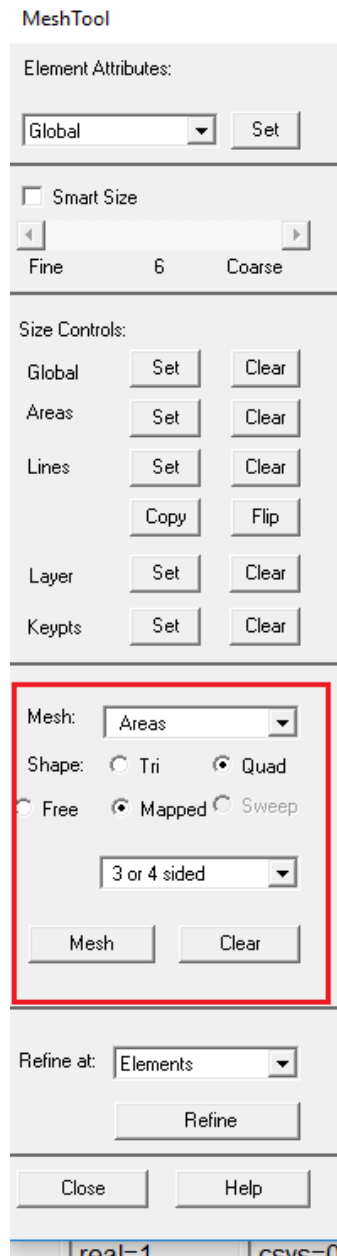 MeshTool
Element Attributes:
Global Set
Smart Size
Fine 6 Coarse
Size Controls:
Global Set Clear
Areas Set Clear
Lines Set Clear
Copy Flip
Layer Set Clear
Keypts Set Clear
Mesh: Areas
Shape: Tri Quad
Free Mapped Sweep
3 or 4 sided
Mesh Clear
Refine at: Elements
Refine
Close Help
real=1 csys=0